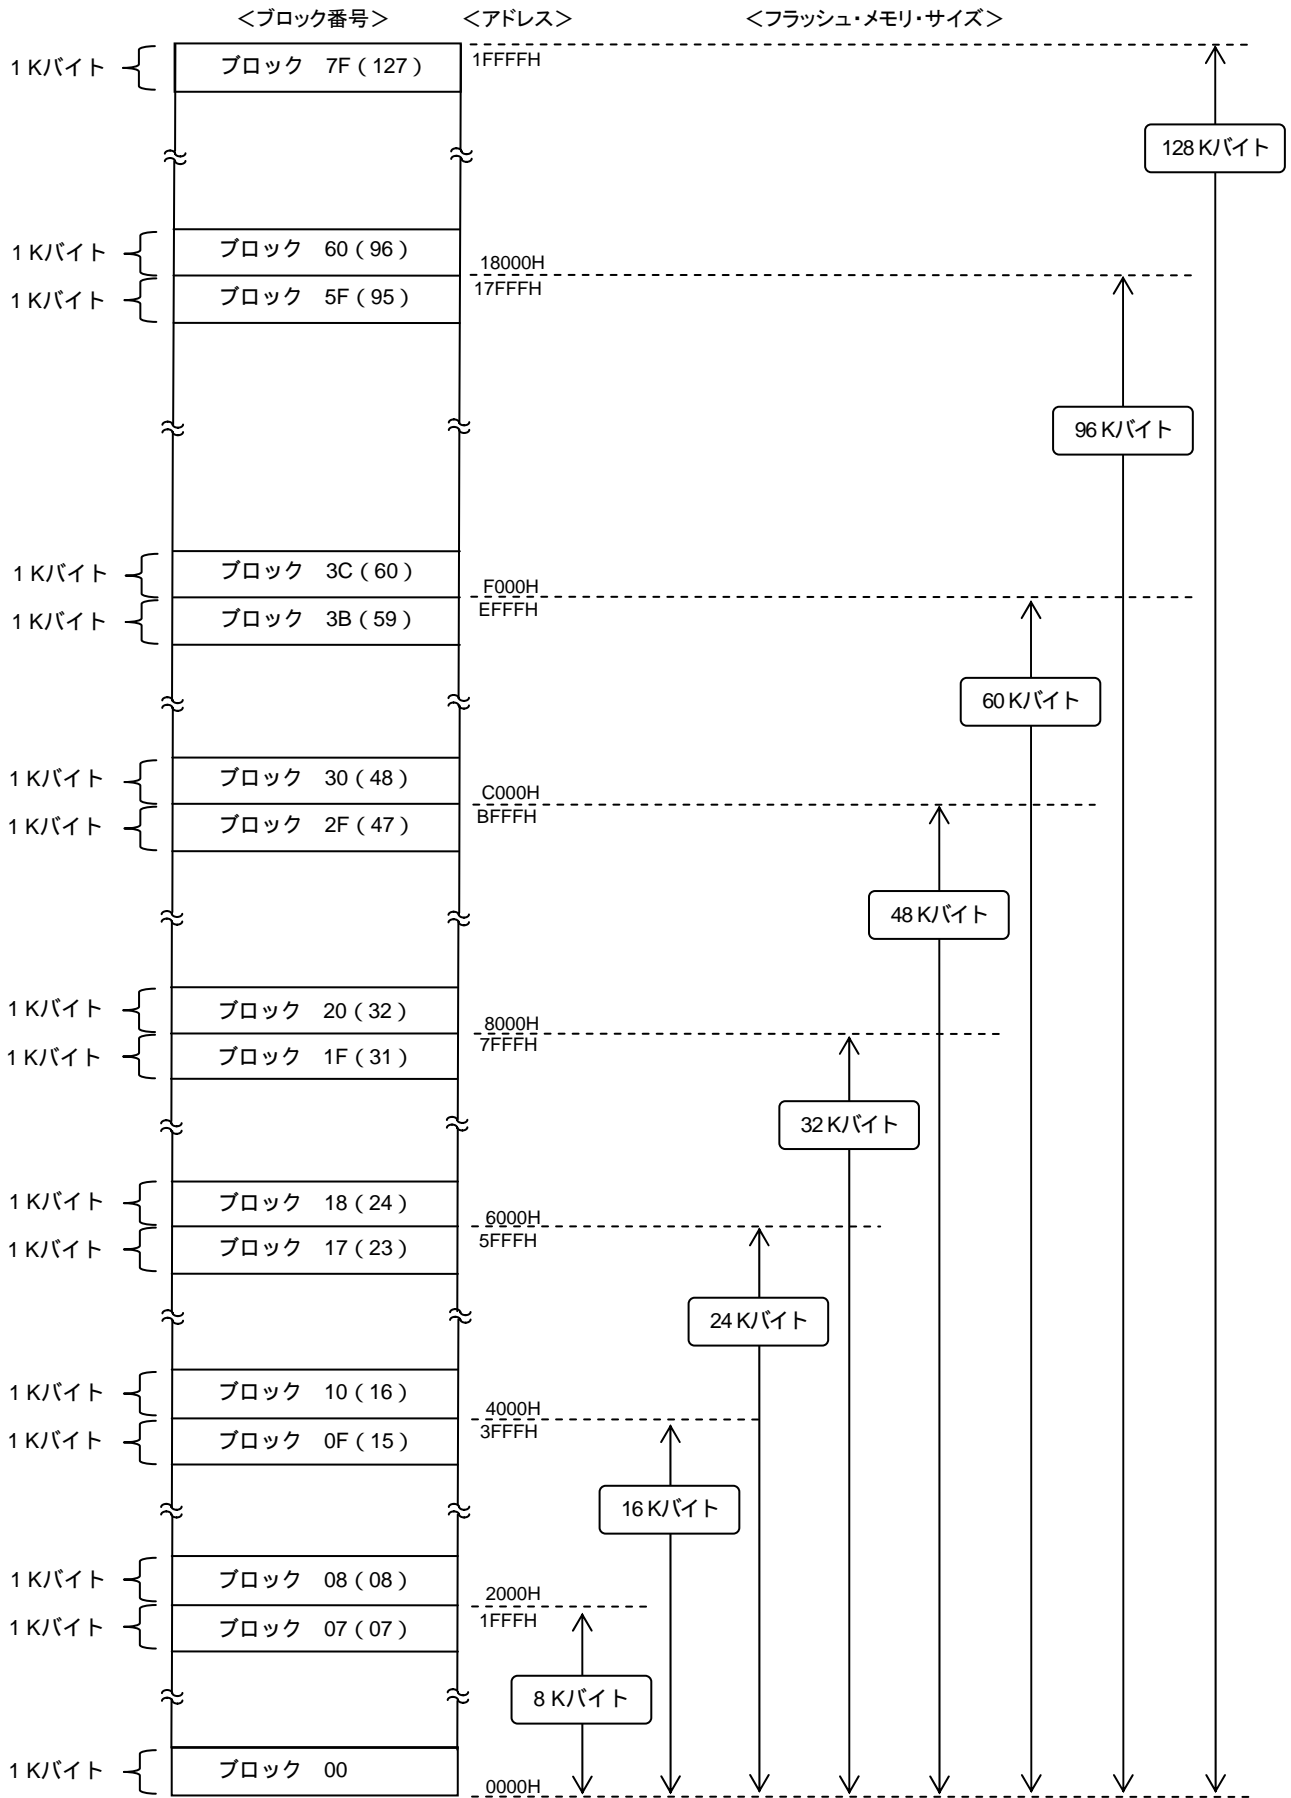 ＜ブロック番号＞ ＜アドレス＞ ＜フラッシュ・メモリ・サイズ＞
1 Kバイト ブロック 7F（127） 1FFFFH
128 Kバイト
1 Kバイト ブロック 60（96） 18000H
1 Kバイト ブロック 5F（95） 17FFFH
96 Kバイト
1 Kバイト ブロック 3C（60） F000H
1 Kバイト ブロック 3B（59） EFFFH
60 Kバイト
1 Kバイト ブロック 30（48） C000H
1 Kバイト ブロック 2F（47） BFFFH
48 Kバイト
1 Kバイト ブロック 20（32） 8000H
1 Kバイト ブロック 1F（31） 7FFFH
32 Kバイト
1 Kバイト ブロック 18（24） 6000H
1 Kバイト ブロック 17（23） 5FFFH
24 Kバイト
1 Kバイト ブロック 10（16） 4000H
1 Kバイト ブロック 0F（15） 3FFFH
16 Kバイト
1 Kバイト ブロック 08（08） 2000H
1 Kバイト ブロック 07（07） 1FFFH
8 Kバイト
1 Kバイト ブロック 00 0000H